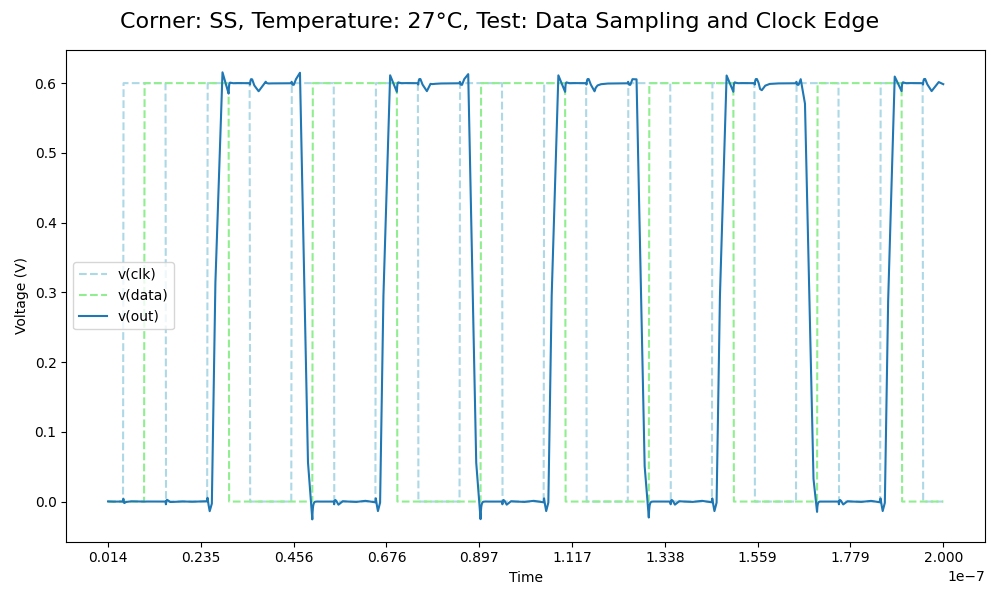 Corner: SS, Temperature: 27°C, Test: Data Sampling and Clock Edge
0.6
0.5
0.4
0.3
0.2
0.1
0.0
Voltage (V)
v(clk)
v(data)
v(out)
0.014 0.235 0.456 0.676 0.897 1.117 1.338 1.559 1.779 2.000
Time
1e−7